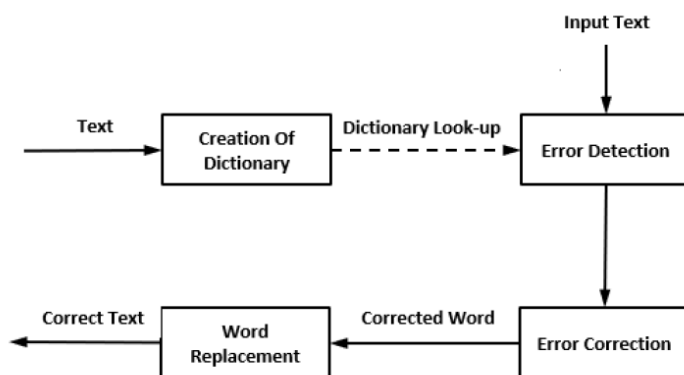 Input Text
Text
Creation Of
Dictionary
Dictionary Look-up
Error Detection
Correct Text
Word
Replacement
Corrected Word
Error Correction